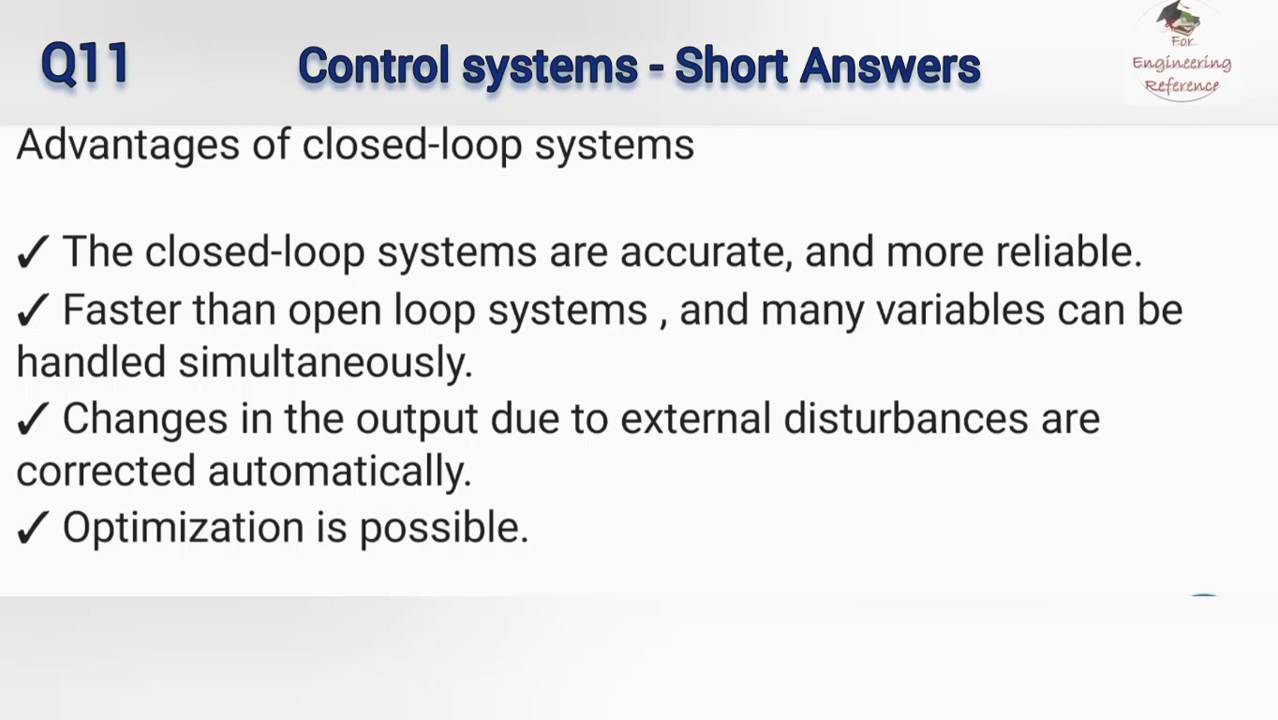 Q11
Control systems - Short Answers
For
Engineering
Reference
Advantages of closed-loop systems
✓ The closed-loop systems are accurate, and more reliable.
✓ Faster than open loop systems , and many variables can be
handled simultaneously.
✓ Changes in the output due to external disturbances are
corrected automatically.
✓ Optimization is possible.